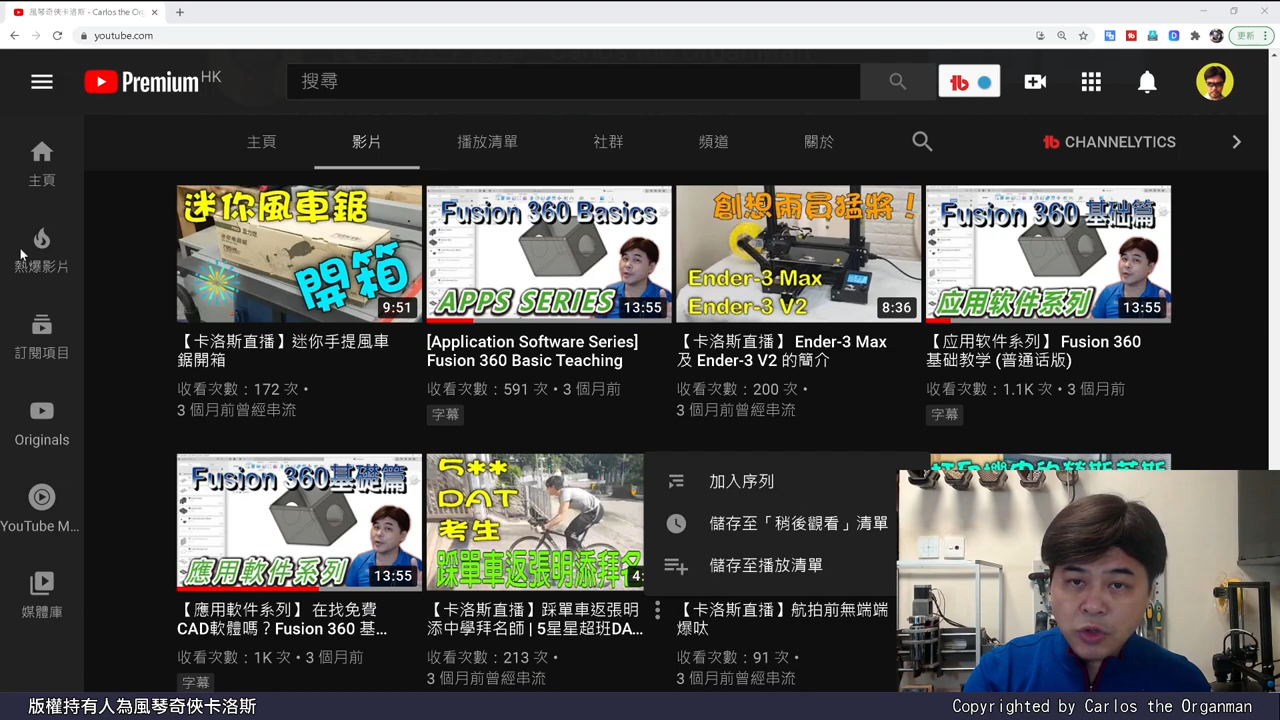 風琴奇俠卡洛斯 - Carlos the Or
youtube.com
更新
Premium HK
搜尋
主頁
影片
播放清單
社群
頻道
關於
CHANNELYTICS
主頁
熱爆影片
訂閱項目
Originals
YouTube M...
媒體庫
迷你風車鋸
開箱
9:51
【卡洛斯直播】迷你手提風車
鋸開箱
收看次數：172 次 •
3 個月前曾經串流
Fusion 360 Basics
APPS SERIES
13:55
[Application Software Series]
Fusion 360 Basic Teaching
收看次數：591 次 • 3 個月前
字幕
創想兩員猛將！
Ender-3 Max
Ender-3 V2
8:36
【卡洛斯直播】 Ender-3 Max
及 Ender-3 V2 的簡介
收看次數：200 次 •
3 個月前曾經串流
Fusion 360 基础篇
应用软件系列
13:55
【应用软件系列】 Fusion 360
基础教学 (普通话版)
收看次數：1.1K 次 • 3 個月前
字幕
Fusion 360基礎篇
應用軟件系列
13:55
【應用軟件系列】 在找免費
CAD軟體嗎？Fusion 360 基...
收看次數：1K 次 • 3 個月前
字幕
5**
DAT
考生
踩單車返張明添拜名
4:
【卡洛斯直播】踩單車返張明
添中學拜名師 | 5星星超班DA...
收看次數：213 次 •
3 個月前曾經串流
加入序列
儲存至「稍後觀看」清單
儲存至播放清單
【卡洛斯直播】航拍前無端端
爆呔
收看次數：91 次 •
3 個月前曾經串流
版權持有人為風琴奇俠卡洛斯
Copyrighted by Carlos the Organman